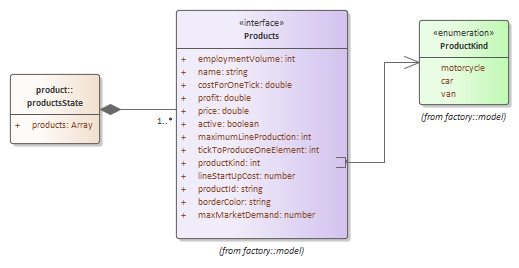 product::
productsState
+ products: Array
1..*
«interface»
Products
+ employmentVolume: int
+ name: string
+ costForOneTick: double
+ profit: double
+ price: double
+ active: boolean
+ maximumLineProduction: int
+ tickToProduceOneElement: int
+ productKind: int
+ lineStartUpCost: number
+ productId: string
+ borderColor: string
+ maxMarketDemand: number
(from factory::model)
«enumeration»
ProductKind
motorcycle
car
van
(from factory::model)